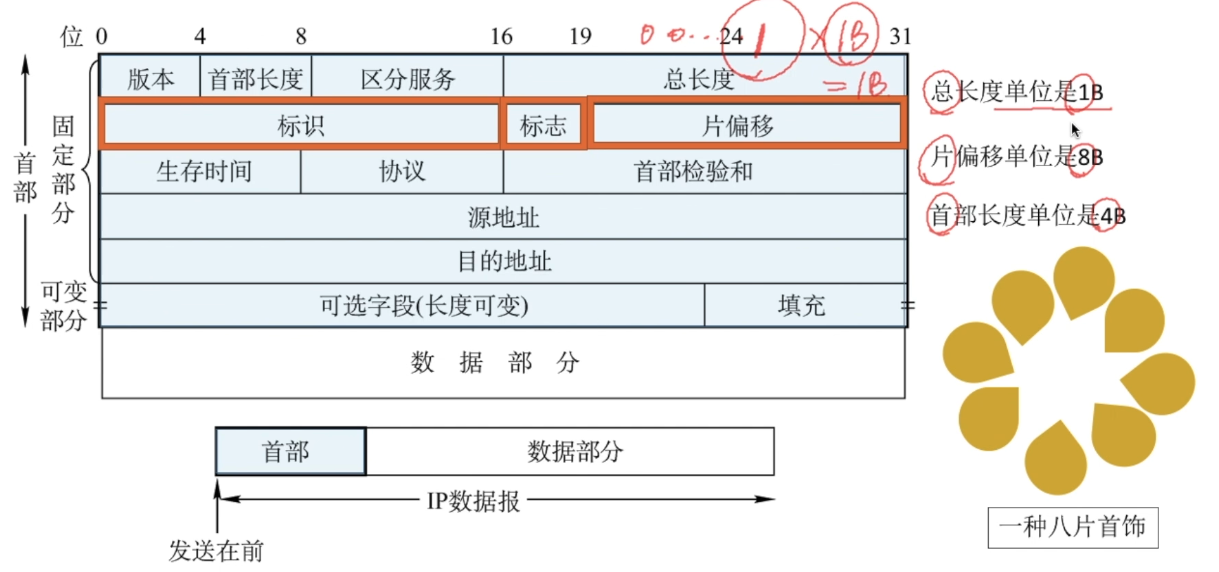 位 0 4 8 16 19 24 31
0 0... 1 × 1B
= 1B
版本 首部长度 区分服务 总长度
标识 标志 片偏移
生存时间 协议 首部检验和
源地址
目的地址
可选字段(长度可变) 填充
数 据 部 分
首部
固定部分
可变
部分
总长度单位是1B
片偏移单位是8B
首部长度单位是4B
一种八片首饰
首部 数据部分
IP数据报
发送在前